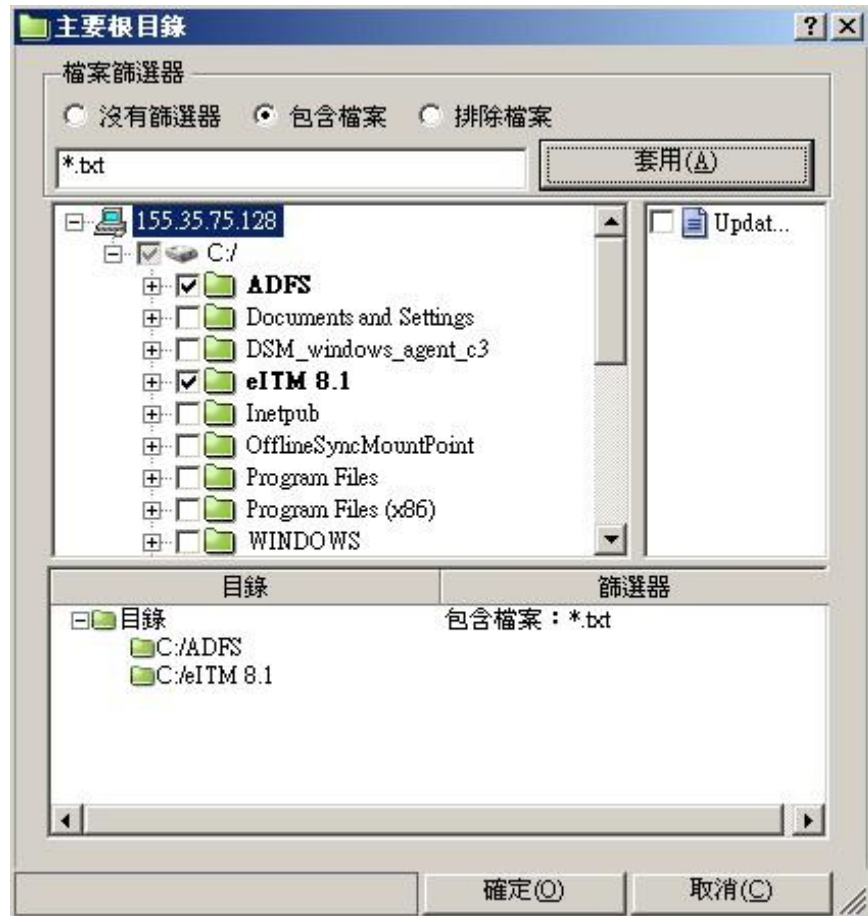 主要根目錄
檔案篩選器
沒有篩選器 包含檔案 排除檔案
*.txt 套用(A)
155.35.75.128 Updat...
C:/
ADFS
Documents and Settings
DSM_windows_agent_c3
eITM 8.1
Inetpub
OfflineSyncMountPoint
Program Files
Program Files (x86)
WINDOWS
目錄 篩選器
目錄 包含檔案：*.txt
C:/ADFS
C:/eITM 8.1
確定(O) 取消(C)